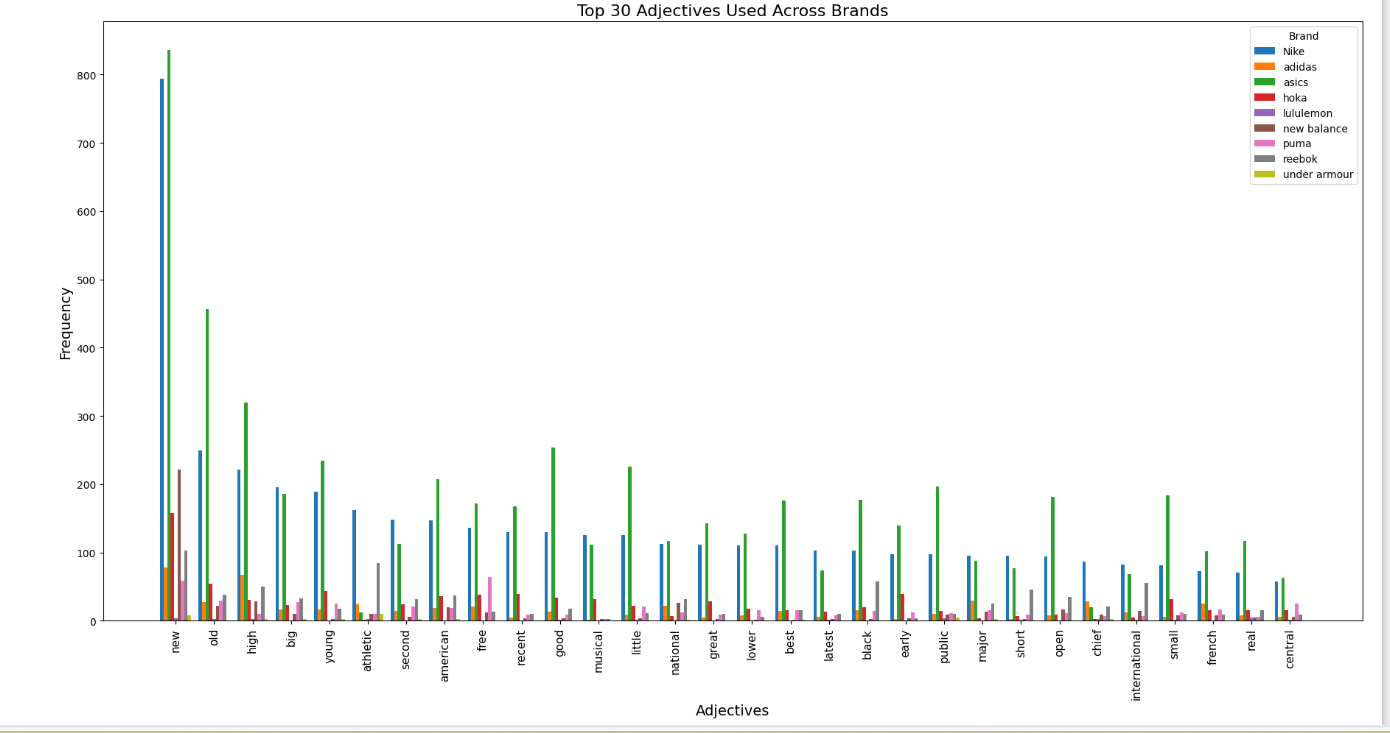 Top 30 Adjectives Used Across Brands
Brand
Nike
adidas
asics
hoka
lululemon
new balance
puma
reebok
under armour
Frequency
800
700
600
500
400
300
200
100
0
new
old
high
big
young
athletic
second
american
free
recent
good
musical
little
national
great
lower
best
latest
black
early
public
major
short
open
chief
international
small
french
real
central
Adjectives